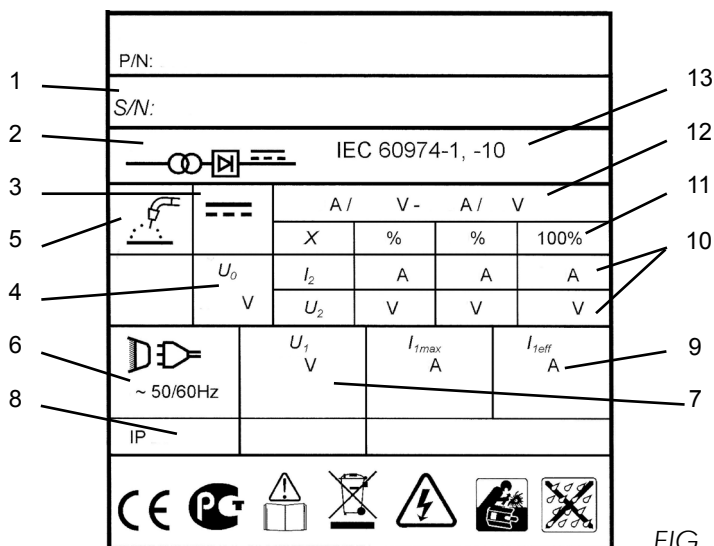 P/N:
1
S/N:
13
2
IEC 60974-1, -10
12
3
A / V - A / V
11
5
X % % 100%
10
4
U₀ V
I₂ A A A
U₂ V V V
6
~ 50/60Hz
U₁ V
I₁ₘₐₓ A
I₁eff A
9
7
8
IP
CE PCT
FIG